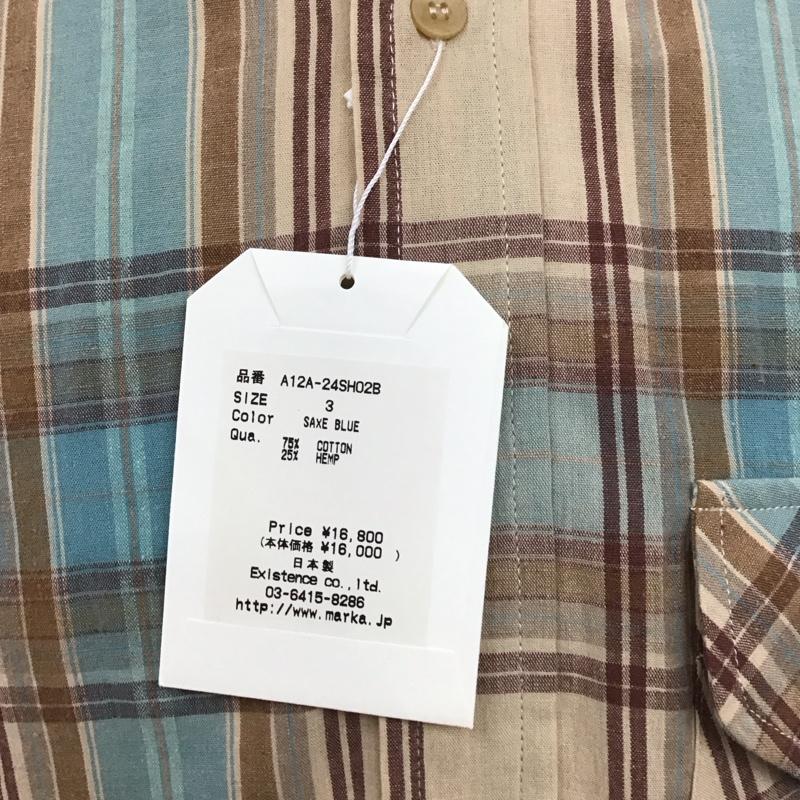 品番 A12A-24SH02B
SIZE 3
Color SAXE BLUE
Qua. 75% COTTON
25% HEMP
Price ¥16,800
(本体価格 ¥16,000 )
日本製
Existence co.,ltd.
03-6415-8286
http://www.marka.jp